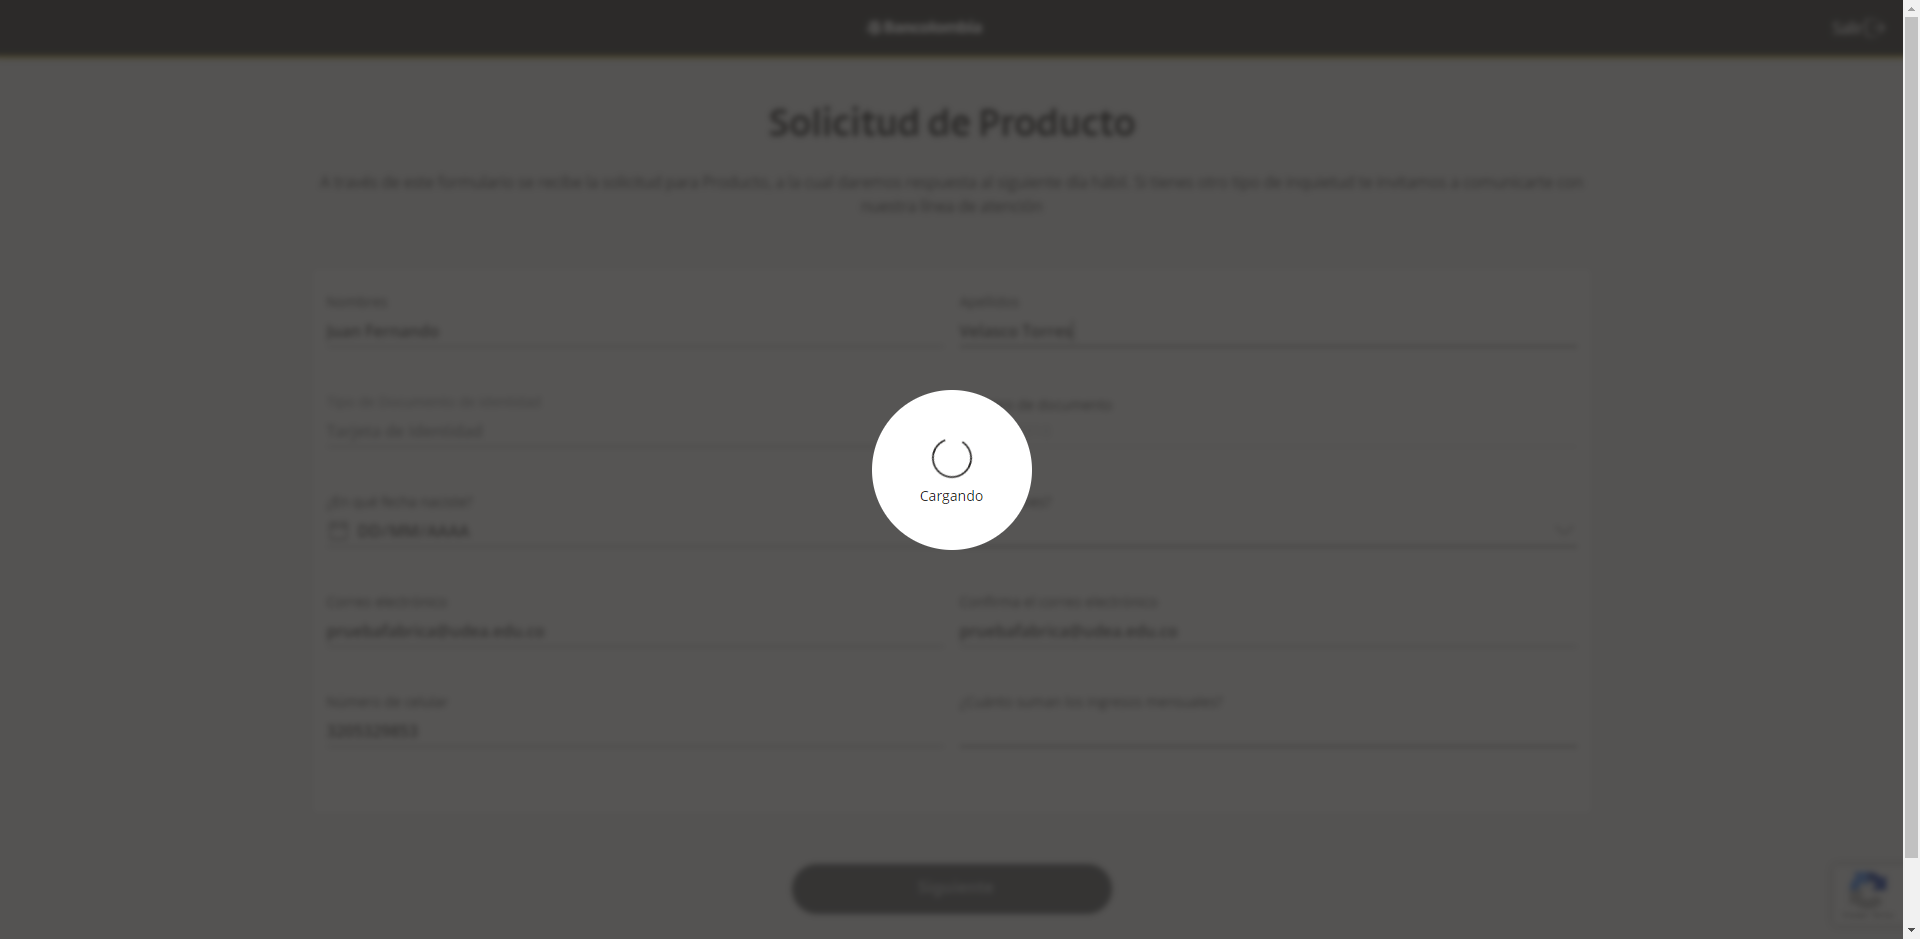 Bancolombia
Salir
Solicitud de Producto
A través de este formulario se recibe la solicitud para Producto, a la cual daremos respuesta al siguiente día hábil. Si tienes otro tipo de inquietud te invitamos a comunicarte con
nuestra línea de atención
Nombres
Apellidos
Juan Fernando
Velasco Torres
Tipo de documento de identidad
de documento
Tarjeta de Identidad
¿En qué fecha naciste?
DD/MM/AAAA
Cargando
Correo electrónico
Confirma el correo electrónico
pruebafabrica@udea.edu.co
pruebafabrica@udea.edu.co
Número de celular
¿Cuánto suman tus ingresos mensuales?
Siguiente